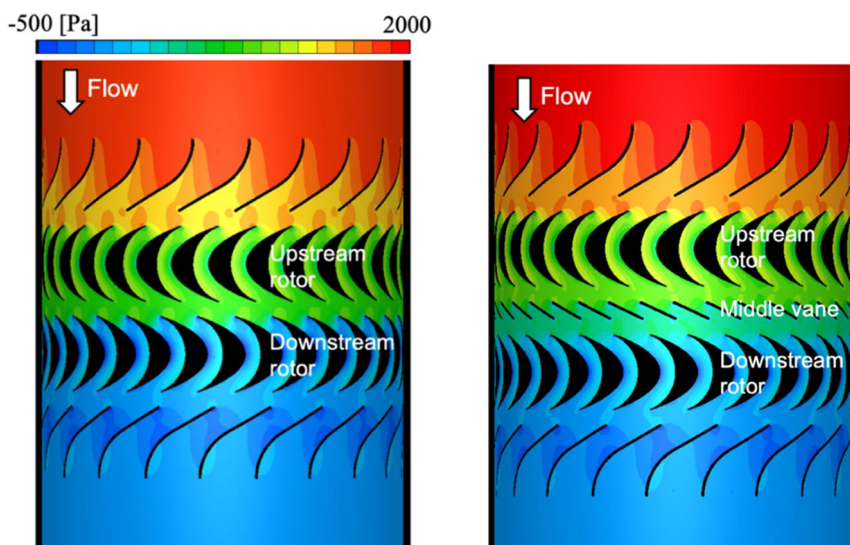 -500 [Pa]
2000
Flow
Upstream
rotor
Downstream
rotor
Flow
Upstream
rotor
Middle vane
Downstream
rotor